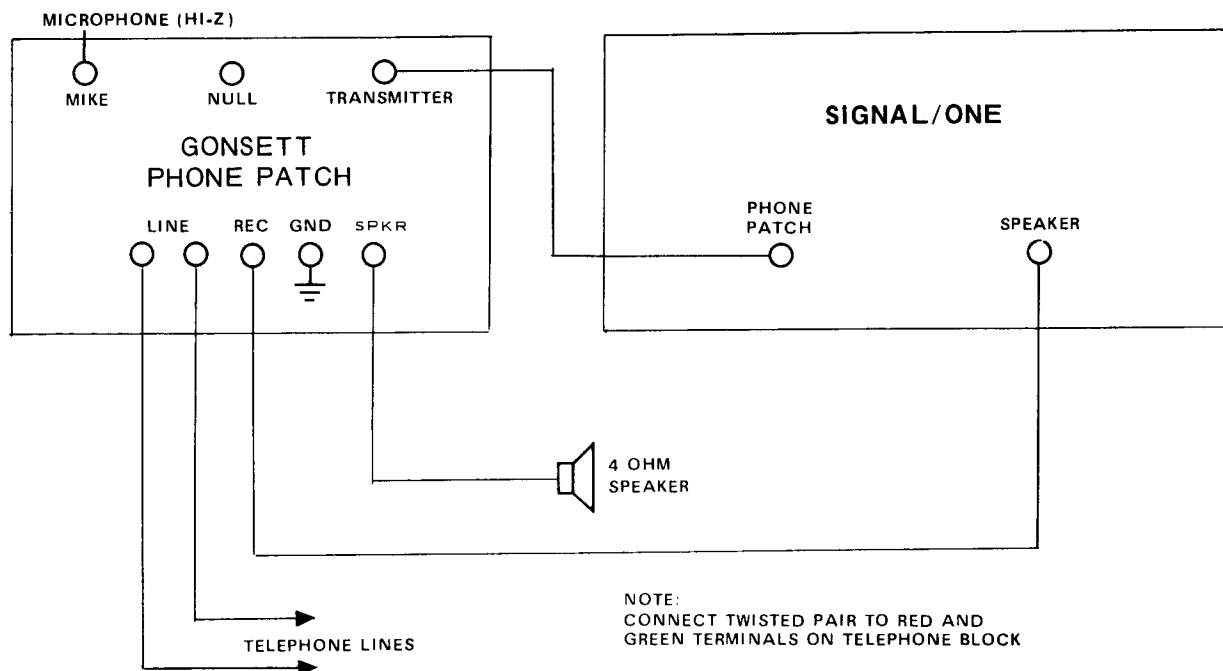 MICROPHONE (HI-Z)
MIKE
NULL
TRANSMITTER
GONSETT
PHONE PATCH
LINE
REC
GND
SPKR
SIGNAL/ONE
PHONE
PATCH
SPEAKER
4 OHM
SPEAKER
TELEPHONE LINES
NOTE:
CONNECT TWISTED PAIR TO RED AND
GREEN TERMINALS ON TELEPHONE BLOCK